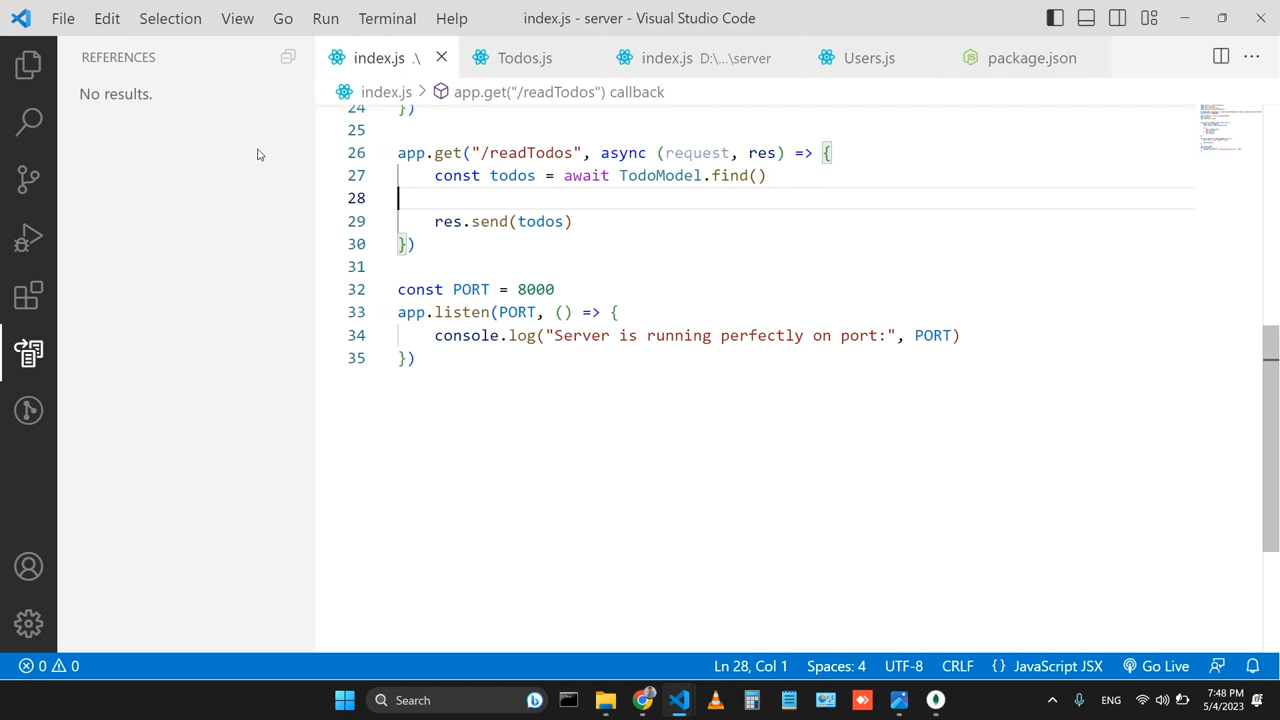 File Edit Selection View Go Run Terminal Help index.js - server - Visual Studio Code
REFERENCES
No results.
index.js .\ Todos.js index.js D:\...\server Users.js package.json
index.js > app.get("/readTodos") callback
24 })
25
26 app.get("/readTodos", async (request, res) => {
27 const todos = await TodoModel.find()
28
29 res.send(todos)
30 })
31
32 const PORT = 8000
33 app.listen(PORT, () => {
34 console.log("Server is running perfectly on port:", PORT)
35 })
0 0 Ln 28, Col 1 Spaces: 4 UTF-8 CRLF {} JavaScript JSX Go Live
Search ENG 7:48 PM
5/4/2023